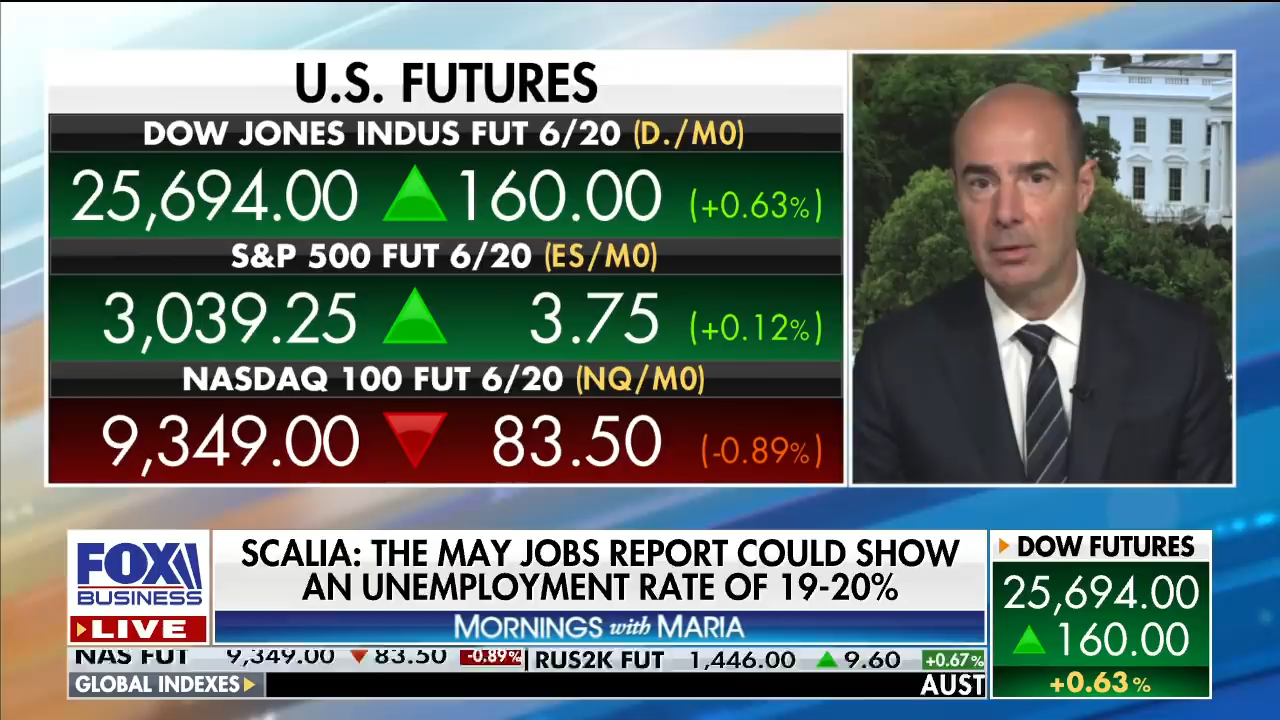 U.S. FUTURES
DOW JONES INDUS FUT 6/20 (D./M0)
25,694.00 160.00 (+0.63%)
S&P 500 FUT 6/20 (ES/M0)
3,039.25 3.75 (+0.12%)
NASDAQ 100 FUT 6/20 (NQ/M0)
9,349.00 83.50 (-0.89%)
FOX
BUSINESS
LIVE
SCALIA: THE MAY JOBS REPORT COULD SHOW
AN UNEMPLOYMENT RATE OF 19-20%
MORNINGS with MARIA
DOW FUTURES
25,694.00
160.00
+0.63%
NAS FUT 9,349.00 83.50 -0.89% RUS2K FUT 1,446.00 9.60 +0.67%
GLOBAL INDEXES AUST